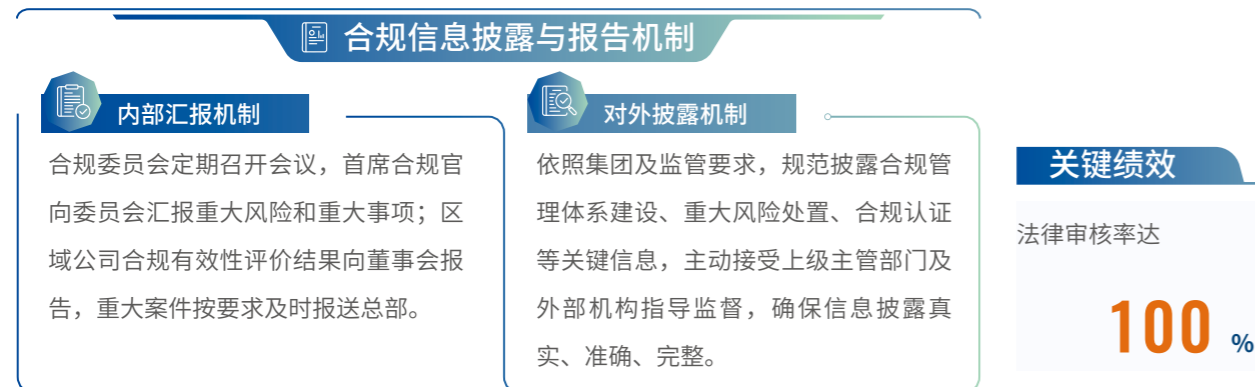 合规信息披露与报告机制
内部汇报机制
合规委员会定期召开会议，首席合规官
向委员会汇报重大风险和重大事项；区
域公司合规有效性评价结果向董事会报
告，重大案件按要求及时报送总部。
对外披露机制
依照集团及监管要求，规范披露合规管
理体系建设、重大风险处置、合规认证
等关键信息，主动接受上级主管部门及
外部机构指导监督，确保信息披露真
实、准确、完整。
关键绩效
法律审核率达
100 %